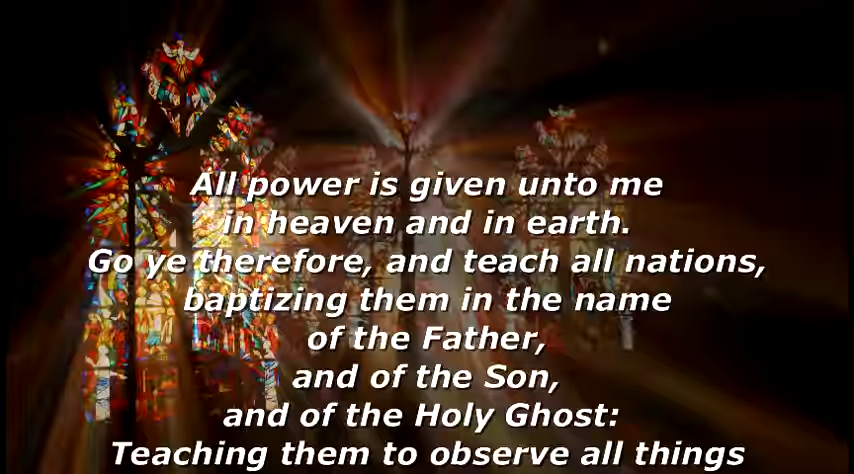 All power is given unto me
in heaven and in earth.
Go ye therefore, and teach all nations,
baptizing them in the name
of the Father,
and of the Son,
and of the Holy Ghost:
Teaching them to observe all things